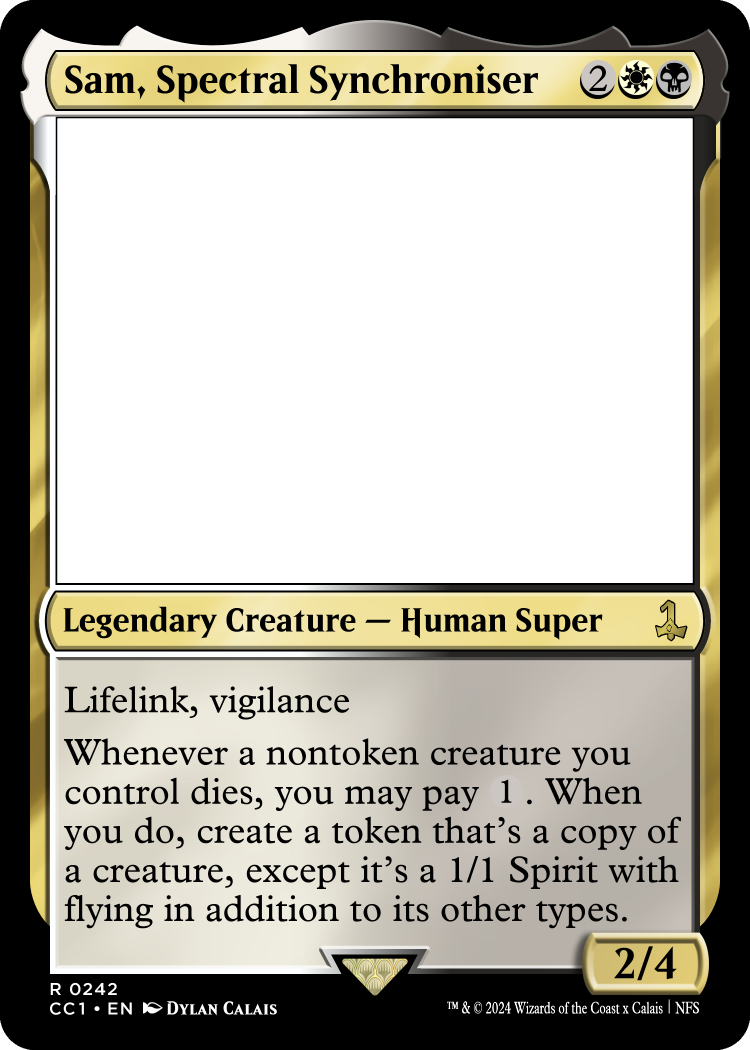 Sam, Spectral Synchroniser 2
Legendary Creature — Human Super 1
Lifelink, vigilance
Whenever a nontoken creature you
control dies, you may pay 1 . When
you do, create a token that's a copy of
a creature, except it's a 1/1 Spirit with
flying in addition to its other types.
2/4
R 0242
CC1 • EN Dylan Calais
™ & © 2024 Wizards of the Coast x Calais | NFS